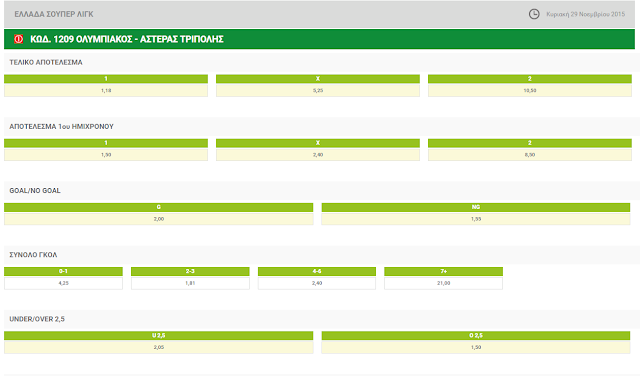 ΕΛΛΑΔΑ ΣΟΥΠΕΡ ΛΙΓΚ
Κυριακή 29 Νοεμβρίου 2015
ΚΩΔ. 1209 ΟΛΥΜΠΙΑΚΟΣ - ΑΣΤΕΡΑΣ ΤΡΙΠΟΛΗΣ
ΤΕΛΙΚΟ ΑΠΟΤΕΛΕΣΜΑ
1 X 2
1,18 5,25 10,50
ΑΠΟΤΕΛΕΣΜΑ 1ου ΗΜΙΧΡΟΝΟΥ
1 X 2
1,50 2,40 8,50
GOAL/NO GOAL
G NG
2,00 1,55
ΣΥΝΟΛΟ ΓΚΟΛ
0-1 2-3 4-6 7+
4,25 1,81 2,40 21,00
UNDER/OVER 2,5
U 2,5 O 2,5
2,05 1,50